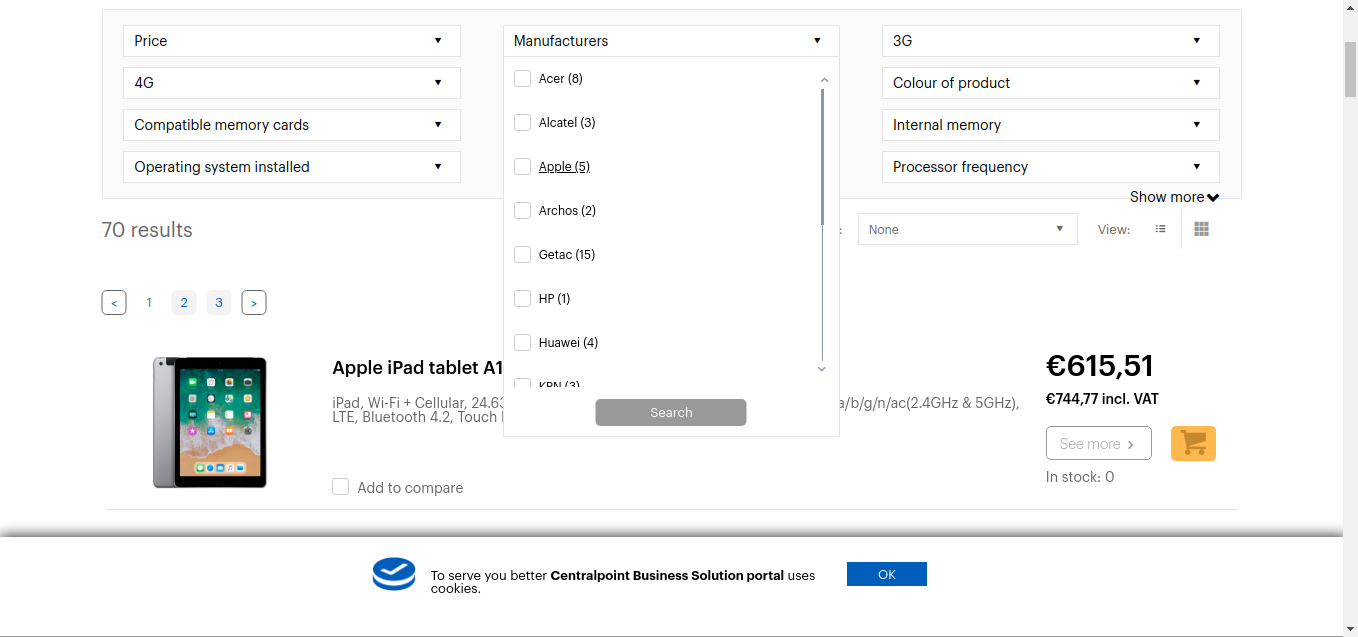 Price
Manufacturers
3G
4G
Colour of product
Compatible memory cards
Internal memory
Operating system installed
Processor frequency
Show more
Acer (8)
Alcatel (3)
Apple (5)
Archos (2)
Getac (15)
HP (1)
Huawei (4)
KPN (3)
Search
70 results
:
None
View:
< 1 2 3 >
Apple iPad tablet A1
iPad, Wi-Fi + Cellular, 24.63
a/b/g/n/ac(2.4GHz & 5GHz),
LTE, Bluetooth 4.2, Touch
Add to compare
€615,51
€744,77 incl. VAT
See more >
In stock: 0
To serve you better Centralpoint Business Solution portal uses
cookies.
OK